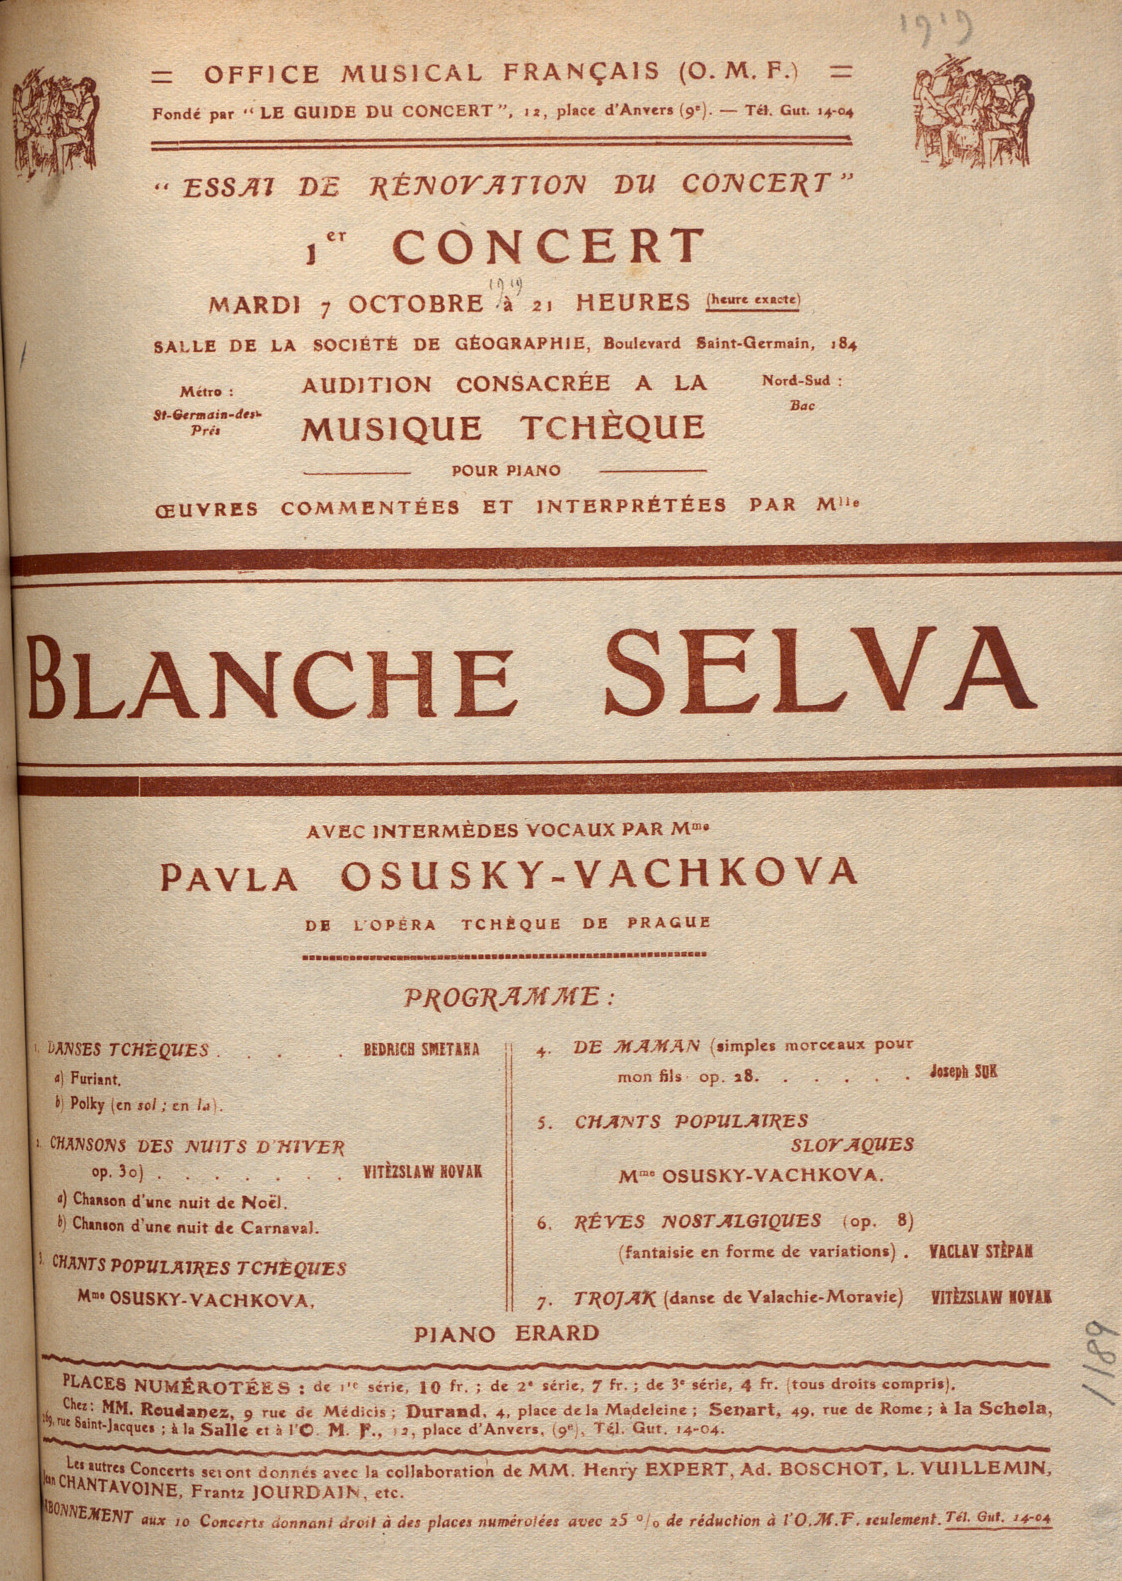 1919
= OFFICE MUSICAL FRANÇAIS (O. M. F.) =
Fondé par “LE GUIDE DU CONCERT”, 12, place d'Anvers (9e). — Tél. Gut. 14-04
“ ESSAI DE RÉNOVATION DU CONCERT ”
1er CONCERT
1919
MARDI 7 OCTOBRE à 21 HEURES (heure exacte)
SALLE DE LA SOCIÉTÉ DE GÉOGRAPHIE, Boulevard Saint-Germain, 184
Métro :
St-Germain-des-
Prés
AUDITION CONSACRÉE A LA
MUSIQUE TCHÈQUE
Nord-Sud :
Bac
POUR PIANO
ŒUVRES COMMENTÉES ET INTERPRÉTÉES PAR Mlle
BLANCHE SELVA
AVEC INTERMÈDES VOCAUX PAR Mme
PAVLA OSUSKY-VACHKOVA
DE L'OPÉRA TCHÈQUE DE PRAGUE
PROGRAMME :
1. DANSES TCHÈQUES . . . . BEDRICH SMETANA
a) Furiant.
b) Polky (en sol ; en la).
2. CHANSONS DES NUITS D'HIVER
op. 30) . . . . . . . VITÈZSLAW NOVAK
a) Chanson d'une nuit de Noël.
b) Chanson d'une nuit de Carnaval.
3. CHANTS POPULAIRES TCHÈQUES
Mme OSUSKY-VACHKOVA.
4. DE MAMAN (simples morceaux pour
mon fils op. 28. . . . . . Joseph SUK
5. CHANTS POPULAIRES
SLOVAQUES
Mme OSUSKY-VACHKOVA.
6. RÊVES NOSTALGIQUES (op. 8)
(fantaisie en forme de variations) . VACLAV STÈPAN
7. TROJAK (danse de Valachie-Moravie) VITÈZSLAW NOVAK
PIANO ERARD
PLACES NUMÉROTÉES : de 1re série, 10 fr. ; de 2e série, 7 fr. ; de 3e série, 4 fr. (tous droits compris).
Chez : MM. Roudanez, 9 rue de Médicis ; Durand, 4, place de la Madeleine ; Senart, 49, rue de Rome ; à la Schola,
269, rue Saint-Jacques ; à la Salle et à l'O. M. F., 12, place d'Anvers, (9e), Tél. Gut. 14-04.
Les autres Concerts seront donnés avec la collaboration de MM. Henry EXPERT, Ad. BOSCHOT, L. VUILLEMIN,
Jean CHANTAVOINE, Frantz JOURDAIN, etc.
ABONNEMENT aux 10 Concerts donnant droit à des places numérotées avec 25 % de réduction à l'O.M.F. seulement. Tél. Gut. 14-04
1189